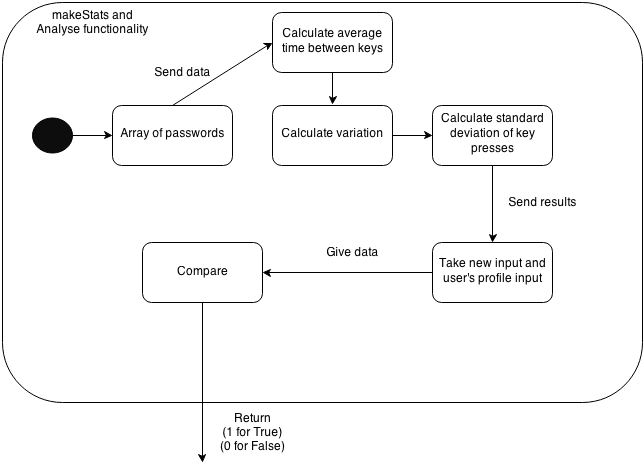 makeStats and
Analyse functionality
Calculate average
time between keys
Send data
Array of passwords
Calculate variation
Calculate standard
deviation of key
presses
Send results
Give data
Compare
Take new input and
user's profile input
Return
(1 for True)
(0 for False)